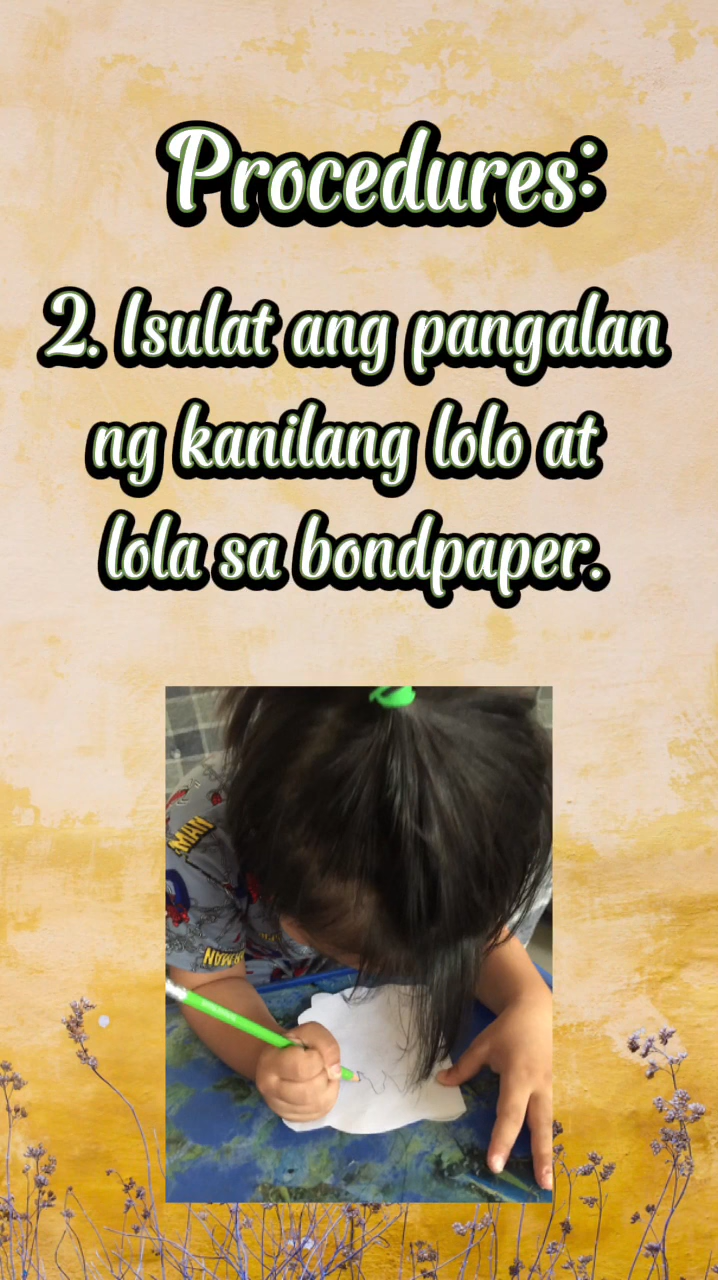 Procedures:
2. Isulat ang pangalan
ng kanilang lolo at
lola sa bondpaper.